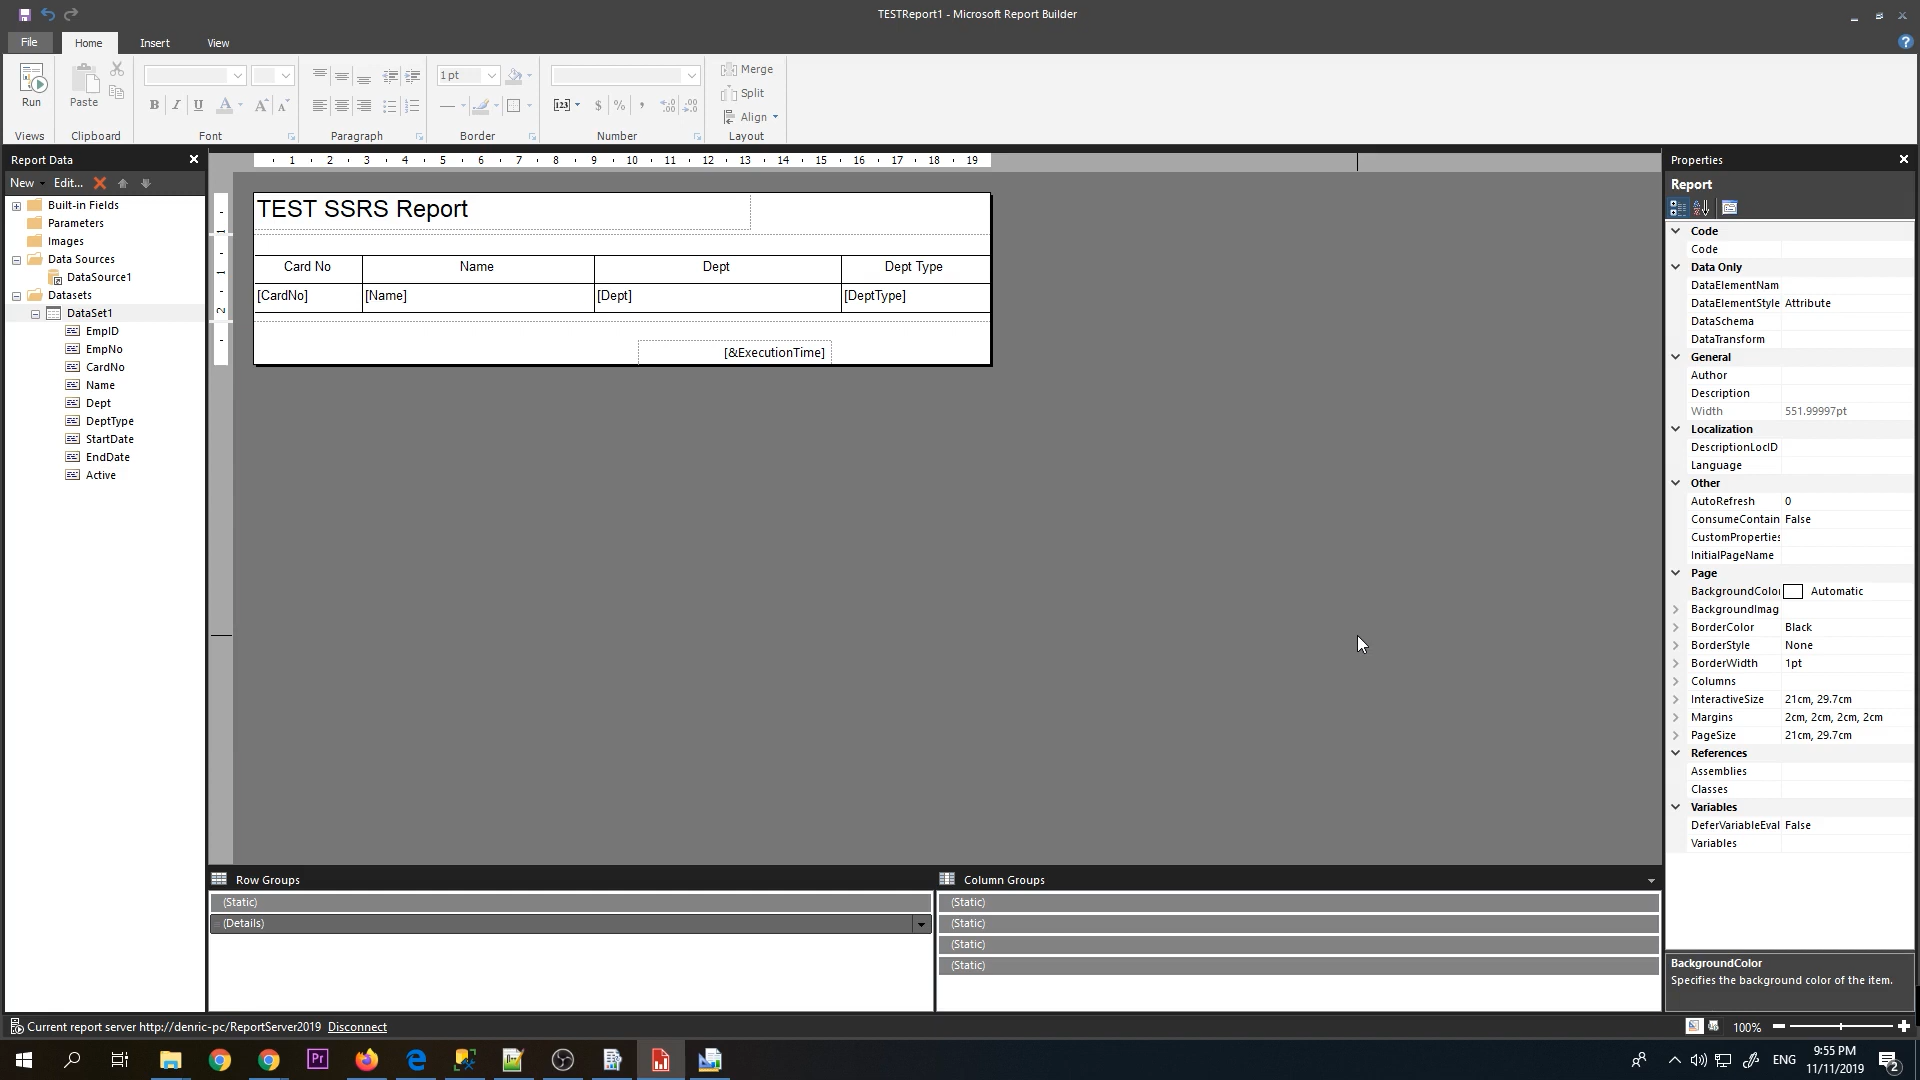 TESTReport1 - Microsoft Report Builder
File
Home
Insert
View
1pt
Merge
Split
Align
Run
Paste
Views
Clipboard
Font
Paragraph
Border
Number
Layout
Report Data
New
Edit...
Built-in Fields
Parameters
Images
Data Sources
DataSource1
Datasets
DataSet1
EmpID
EmpNo
CardNo
Name
Dept
DeptType
StartDate
EndDate
Active
1 2 3 4 5 6 7 8 9 10 11 12 13 14 15 16 17 18 19
TEST SSRS Report
Card No Name Dept Dept Type
[CardNo] [Name] [Dept] [DeptType]
[&ExecutionTime]
1
1
2
Row Groups
(Static)
(Details)
Column Groups
(Static)
(Static)
(Static)
(Static)
Properties
Report
Code
Code
Data Only
DataElementNam
DataElementStyle Attribute
DataSchema
DataTransform
General
Author
Description
Width 551.99997pt
Localization
DescriptionLocID
Language
Other
AutoRefresh 0
ConsumeContain False
CustomProperties
InitialPageName
Page
BackgroundColor Automatic
BackgroundImag
BorderColor Black
BorderStyle None
BorderWidth 1pt
Columns
InteractiveSize 21cm, 29.7cm
Margins 2cm, 2cm, 2cm, 2cm
PageSize 21cm, 29.7cm
References
Assemblies
Classes
Variables
DeferVariableEval False
Variables
BackgroundColor
Specifies the background color of the item.
Current report server http://denric-pc/ReportServer2019 Disconnect
100%
ENG
9:55 PM
11/11/2019
2